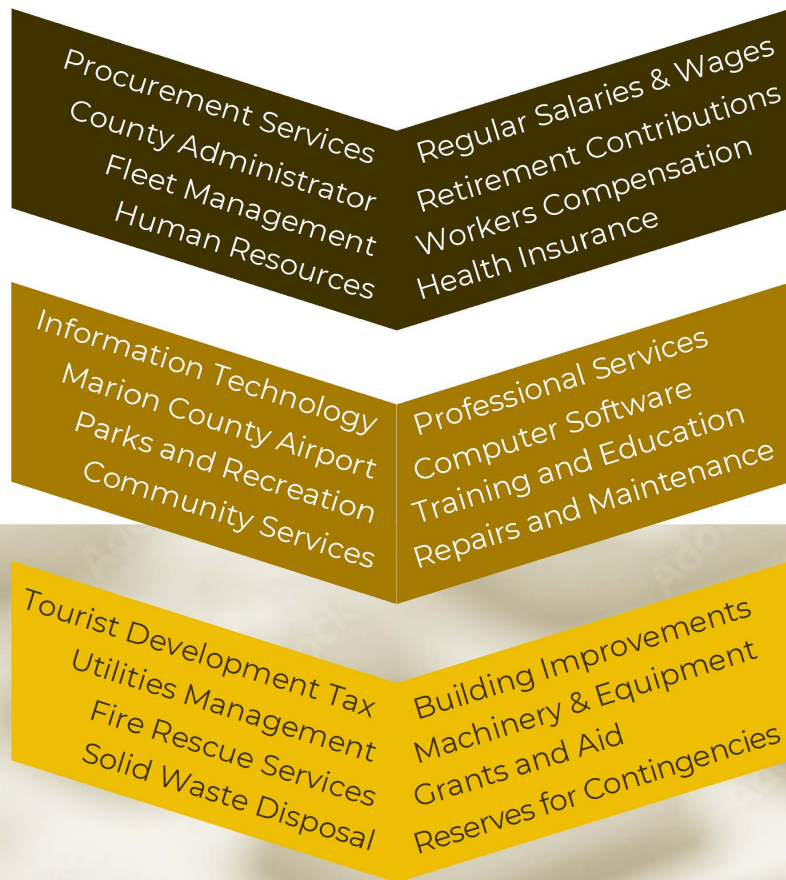 Procurement Services
County Administrator
Fleet Management
Human Resources
Regular Salaries & Wages
Retirement Contributions
Workers Compensation
Health Insurance
Information Technology
Marion County Airport
Parks and Recreation
Community Services
Professional Services
Computer Software
Training and Education
Repairs and Maintenance
Tourist Development Tax
Utilities Management
Fire Rescue Services
Solid Waste Disposal
Building Improvements
Machinery & Equipment
Grants and Aid
Reserves for Contingencies